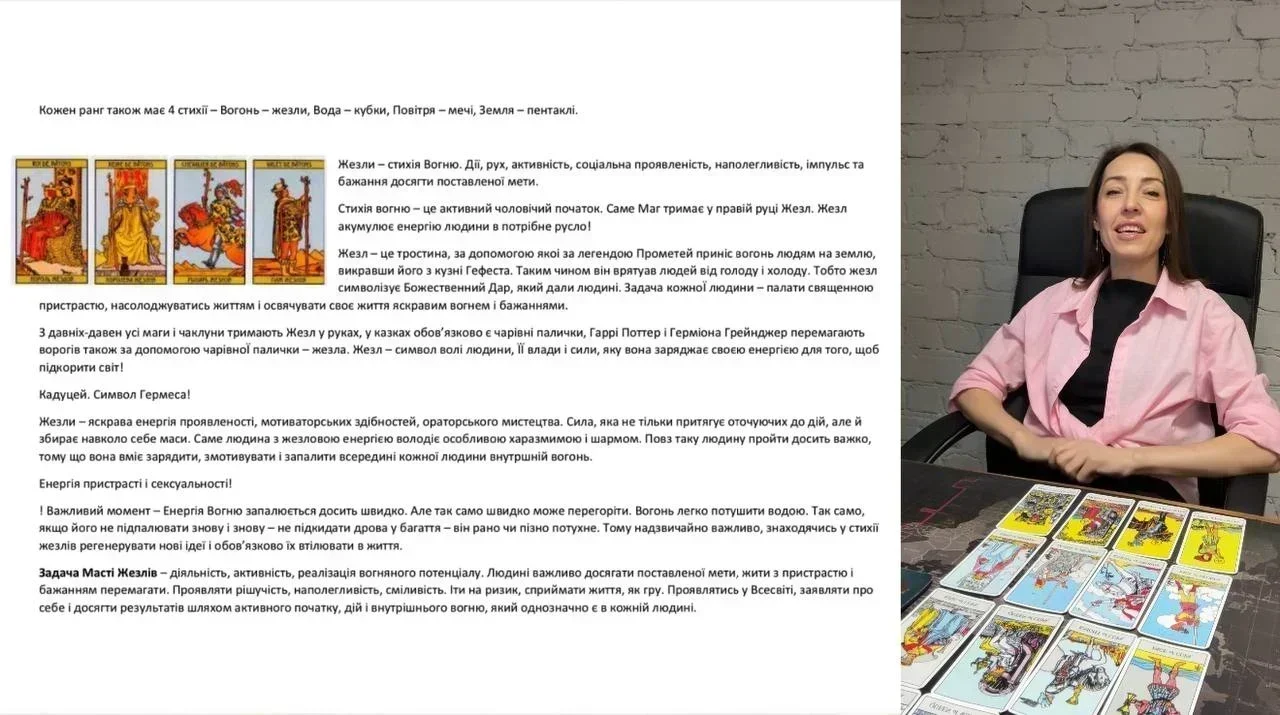 Кожен ранг також має 4 стихії – Вогонь – жезли, Вода – кубки, Повітря – мечі, Земля – пентаклі.
ROI DE BÂTONS
REINE DE BÂTONS
CHEVALIER DE BÂTONS
VALET DE BÂTONS
Жезли – стихія Вогню. Дії, рух, активність, соціальна проявленість, наполегливість, імпульс та
бажання досягти поставленої мети.
Стихія вогню – це активний чоловічий початок. Саме Маг тримає у правій руці Жезл. Жезл
акумулює енергію людини в потрібне русло!
Жезл – це тростина, за допомогою якої за легендою Прометей приніс вогонь людям на землю,
викравши його з кузні Гефеста. Таким чином він врятував людей від голоду і холоду. Тобто жезл
символізує Божественний Дар, який дали людині. Задача кожноЇ людини – палати священною
пристрастю, насолоджуватись життям і освячувати своє життя яскравим вогнем і бажаннями.
З давніх-давен усі маги і чаклуни тримають Жезл у руках, у казках обов’язково є чарівні палички, Гаррі Поттер і Герміона Грейнджер перемагають
ворогів також за допомогою чарівноЇ палички – жезла. Жезл – символ волі людини, ЇЇ влади і сили, яку вона заряджає своєю енергією для того, щоб
підкорити світ!
Кадуцей. Символ Гермеса!
Жезли – яскрава енергія проявленості, мотиваторських здібностей, ораторського мистецтва. Сила, яка не тільки притягує оточуючих до дій, але й
збирає навколо себе маси. Саме людина з жезловою енергією володіє особливою харазмимою і шармом. Повз таку людину пройти досить важко,
тому що вона вміє зарядити, змотивувати і запалити всередині кожної людини внутршній вогонь.
Енергія пристрасті і сексуальності!
! Важливий момент – Енергія Вогню запалюється досить швидко. Але так само швидко може перегоріти. Вогонь легко потушити водою. Так само,
якщо його не підпалювати знову і знову – не підкидати дрова у багаття – він рано чи пізно потухне. Тому надзвичайно важливо, знаходячись у стихії
жезлів регенерувати нові ідеї і обов’язково їх втілювати в життя.
Задача Масті Жезлів – діяльність, активність, реалізація вогняного потенціалу. Людині важливо досягати поставленої мети, жити з пристрастю і
бажанням перемагати. Проявляти рішучість, наполегливість, сміливість. Іти на ризик, сприймати життя, як гру. Проявлятись у Всесвіті, заявляти про
себе і досягти результатів шляхом активного початку, дій і внутрішнього вогню, який однозначно є в кожній людині.